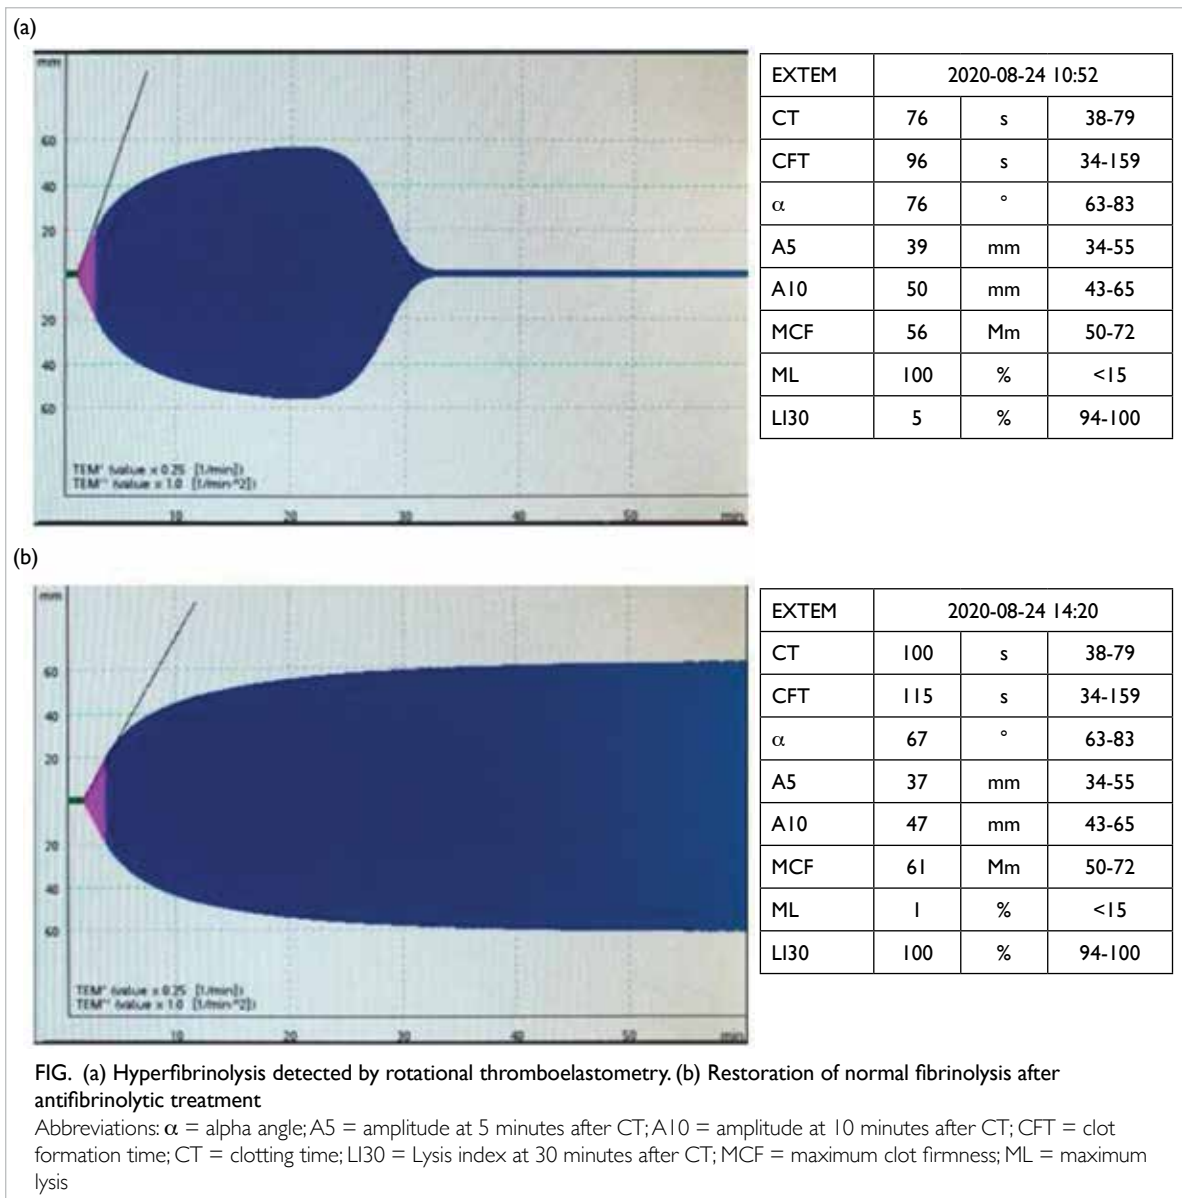 (a)
mm
60
40
20
20
40
60
TEM' (value x 0.25 [1/min])
TEM'' (value x 1.0 [1/min^2])
10 20 30 40 50 min
EXTEM 2020-08-24 10:52
CT 76 s 38-79
CFT 96 s 34-159
α 76 ° 63-83
A5 39 mm 34-55
A10 50 mm 43-65
MCF 56 Mm 50-72
ML 100 % <15
LI30 5 % 94-100
(b)
mm
60
40
20
20
40
60
TEM' (value x 0.25 [1/min])
TEM'' (value x 1.0 [1/min^2])
10 20 30 40 50 min
EXTEM 2020-08-24 14:20
CT 100 s 38-79
CFT 115 s 34-159
α 67 ° 63-83
A5 37 mm 34-55
A10 47 mm 43-65
MCF 61 Mm 50-72
ML 1 % <15
LI30 100 % 94-100
FIG. (a) Hyperfibrinolysis detected by rotational thromboelastometry. (b) Restoration of normal fibrinolysis after
antifibrinolytic treatment
Abbreviations: α = alpha angle; A5 = amplitude at 5 minutes after CT; A10 = amplitude at 10 minutes after CT; CFT = clot
formation time; CT = clotting time; LI30 = Lysis index at 30 minutes after CT; MCF = maximum clot firmness; ML = maximum
lysis